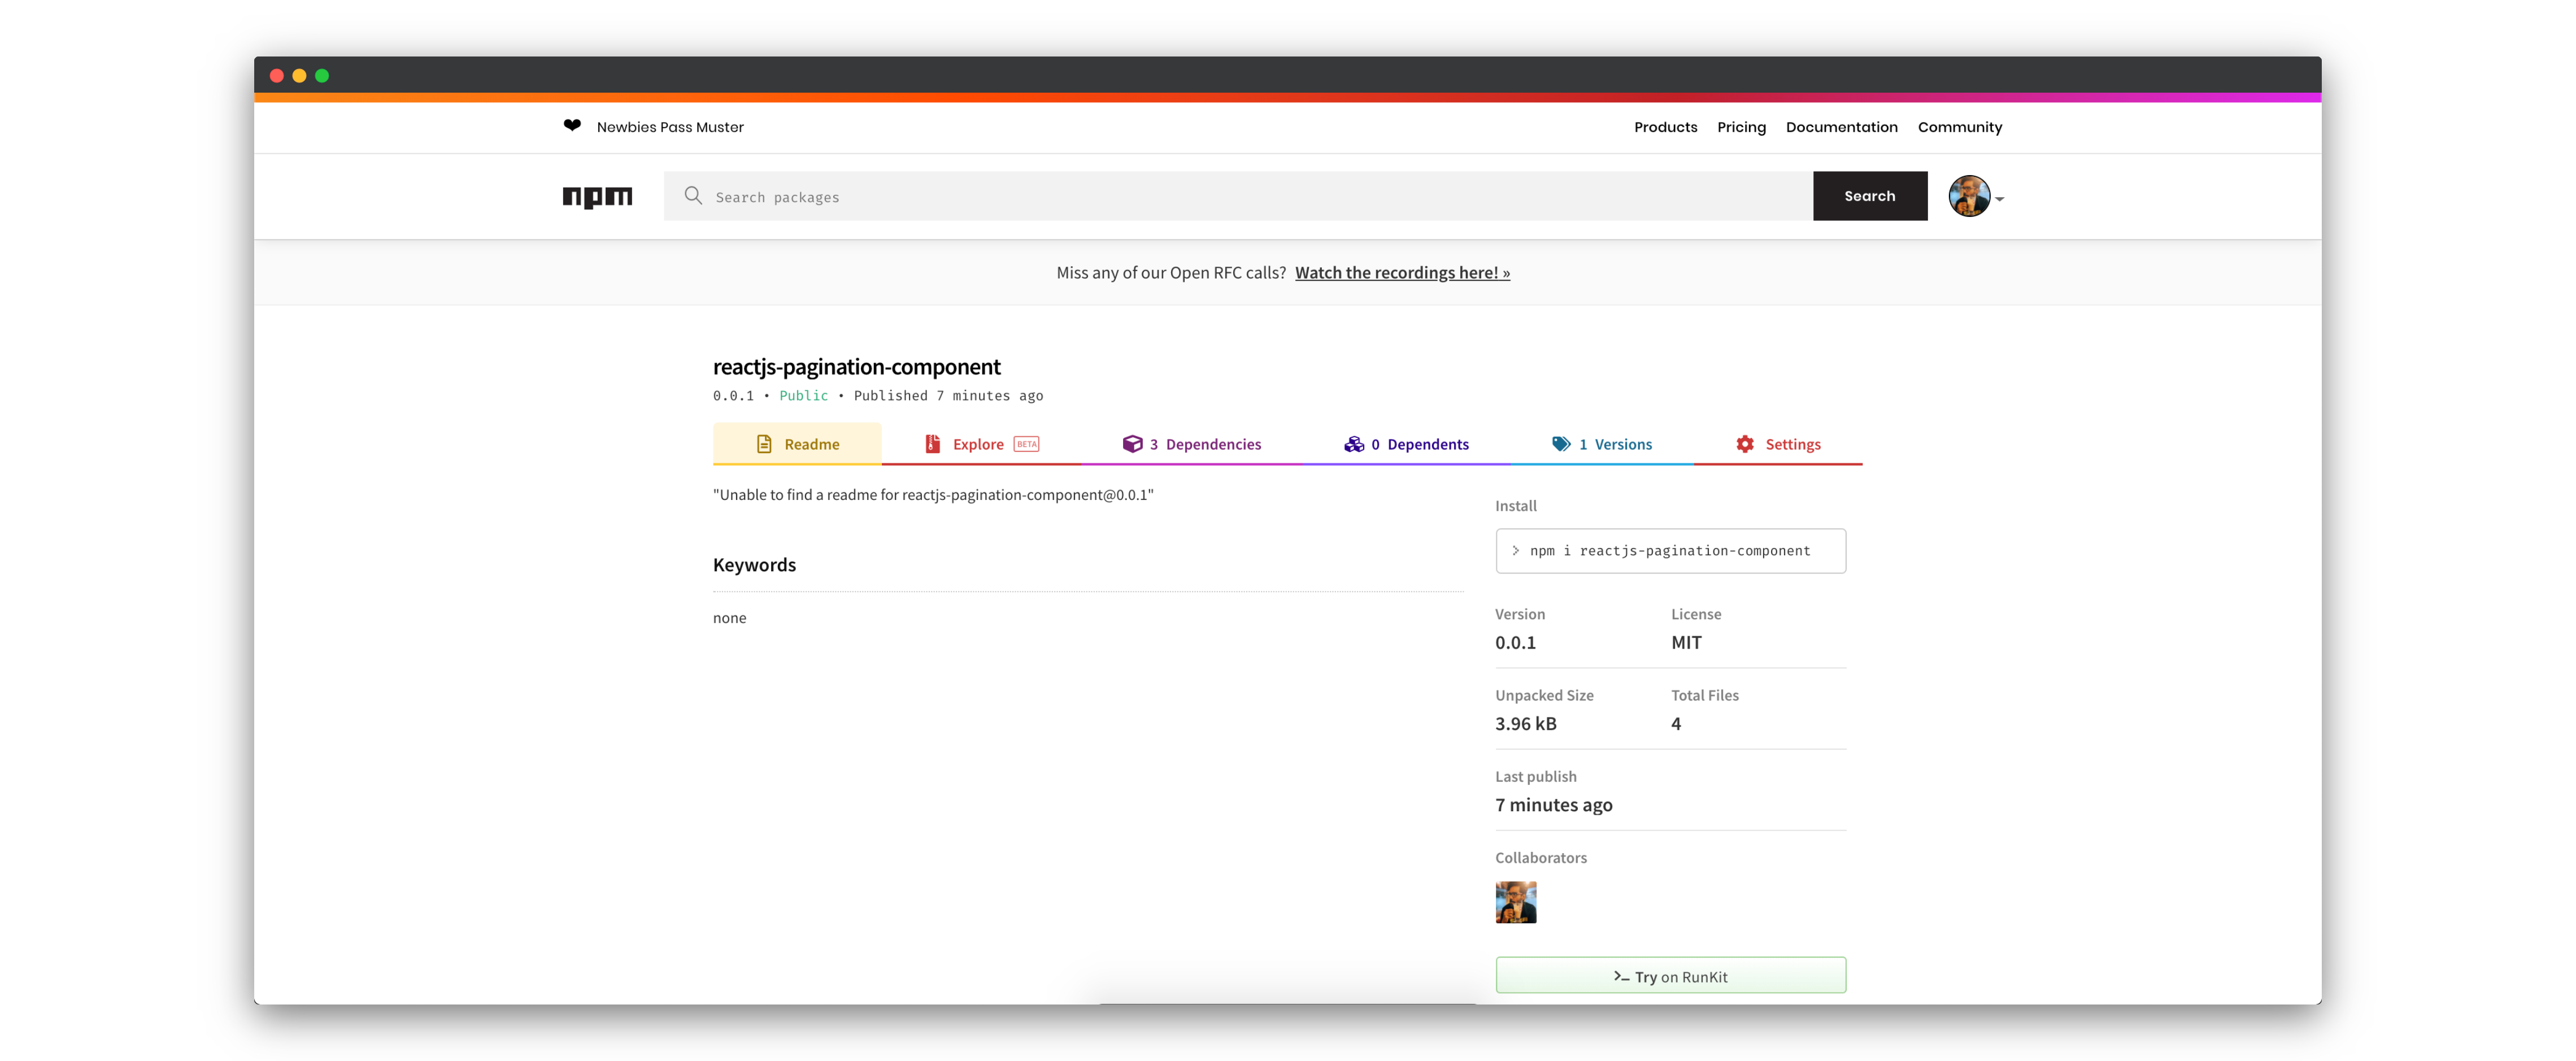 ❤ Newbies Pass Muster
Products Pricing Documentation Community
npm
Search packages
Search
Miss any of our Open RFC calls? Watch the recordings here! »
reactjs-pagination-component
0.0.1 • Public • Published 7 minutes ago
Readme
Explore BETA
3 Dependencies
0 Dependents
1 Versions
Settings
"Unable to find a readme for reactjs-pagination-component@0.0.1"
Keywords
none
Install
> npm i reactjs-pagination-component
Version License
0.0.1 MIT
Unpacked Size Total Files
3.96 kB 4
Last publish
7 minutes ago
Collaborators
Try on RunKit